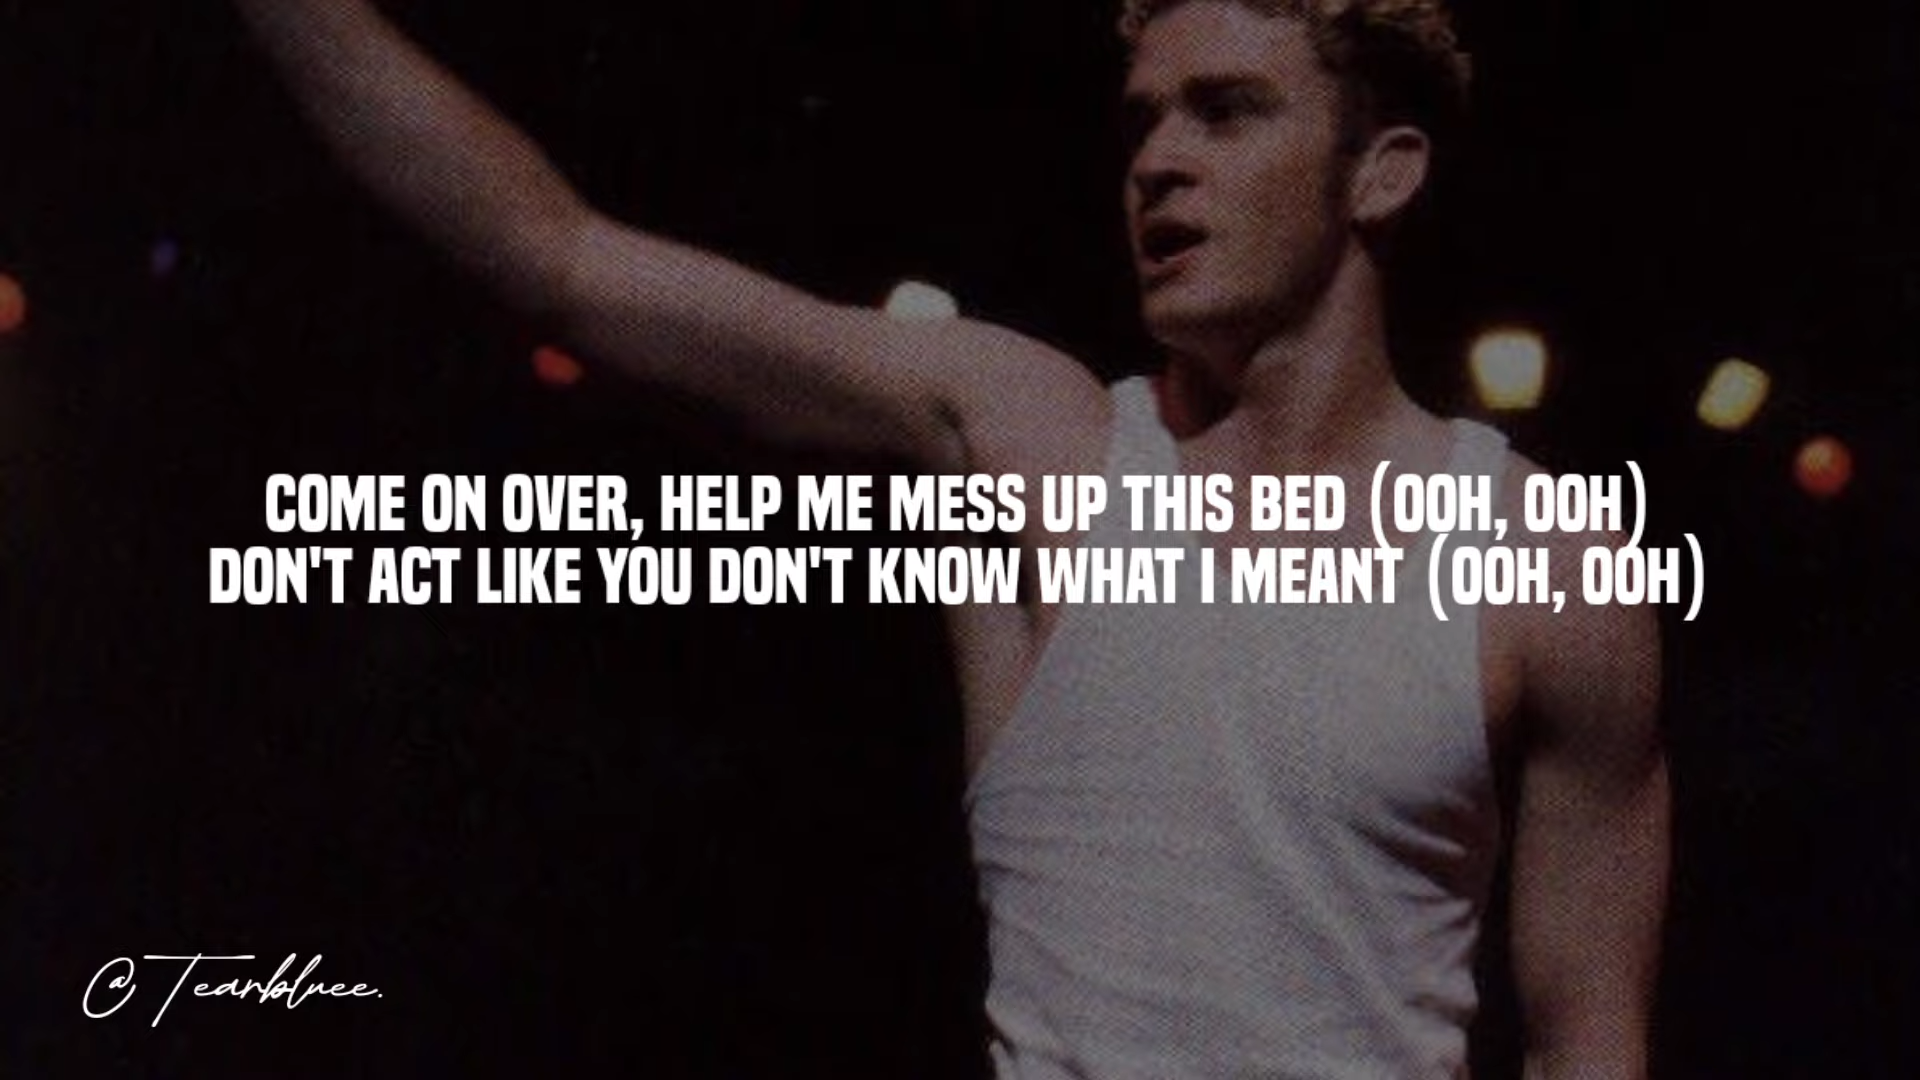 COME ON OVER, HELP ME MESS UP THIS BED (OOH, OOH)
DON'T ACT LIKE YOU DON'T KNOW WHAT I MEANT (OOH, OOH)
@Tearbluee.